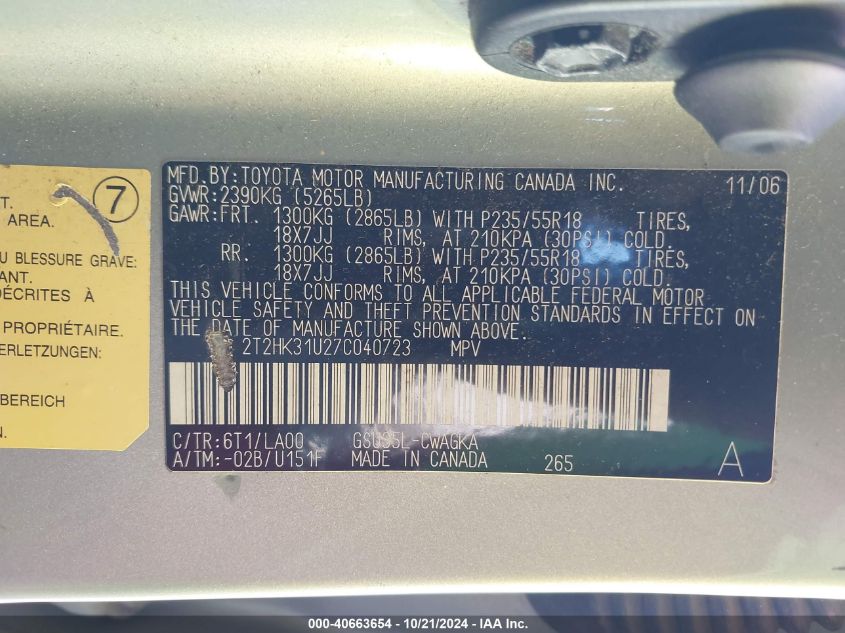 7
T.
AREA.
U BLESSURE GRAVE:
ANT.
DÉCRITES À
PROPRIÉTAIRE.
ERLETZUNGEN:
BEREICH
MFD.BY:TOYOTA MOTOR MANUFACTURING CANADA INC. 11/06
GVWR:2390KG (5265LB)
GAWR:FRT. 1300KG (2865LB) WITH P235/55R18 TIRES,
18X7JJ RIMS, AT 210KPA (30PSI) COLD.
RR. 1300KG (2865LB) WITH P235/55R18 TIRES,
18X7JJ RIMS, AT 210KPA (30PSI) COLD.
THIS VEHICLE CONFORMS TO ALL APPLICABLE FEDERAL MOTOR
VEHICLE SAFETY AND THEFT PREVENTION STANDARDS IN EFFECT ON
THE DATE OF MANUFACTURE SHOWN ABOVE.
2T2HK31U27C040723 MPV
C/TR:6T1/LA00 GSU35L-CWAGKA
A/TM:-02B/U151F MADE IN CANADA 265 A
000-40663654 - 10/21/2024 - IAA Inc.